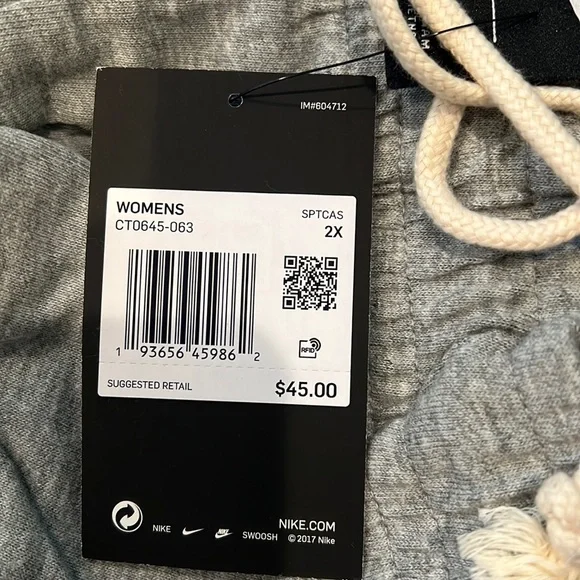 IM#604712
WOMENS
CT0645-063
SPTCAS
2X
1 93656 45986 2
RFID
SUGGESTED RETAIL
$45.00
NIKE
SWOOSH
NIKE.COM
© 2017 Nike